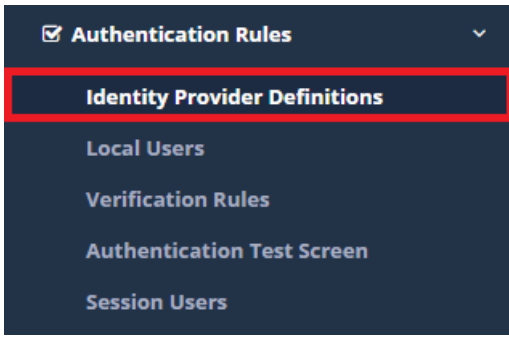 Authentication Rules
Identity Provider Definitions
Local Users
Verification Rules
Authentication Test Screen
Session Users